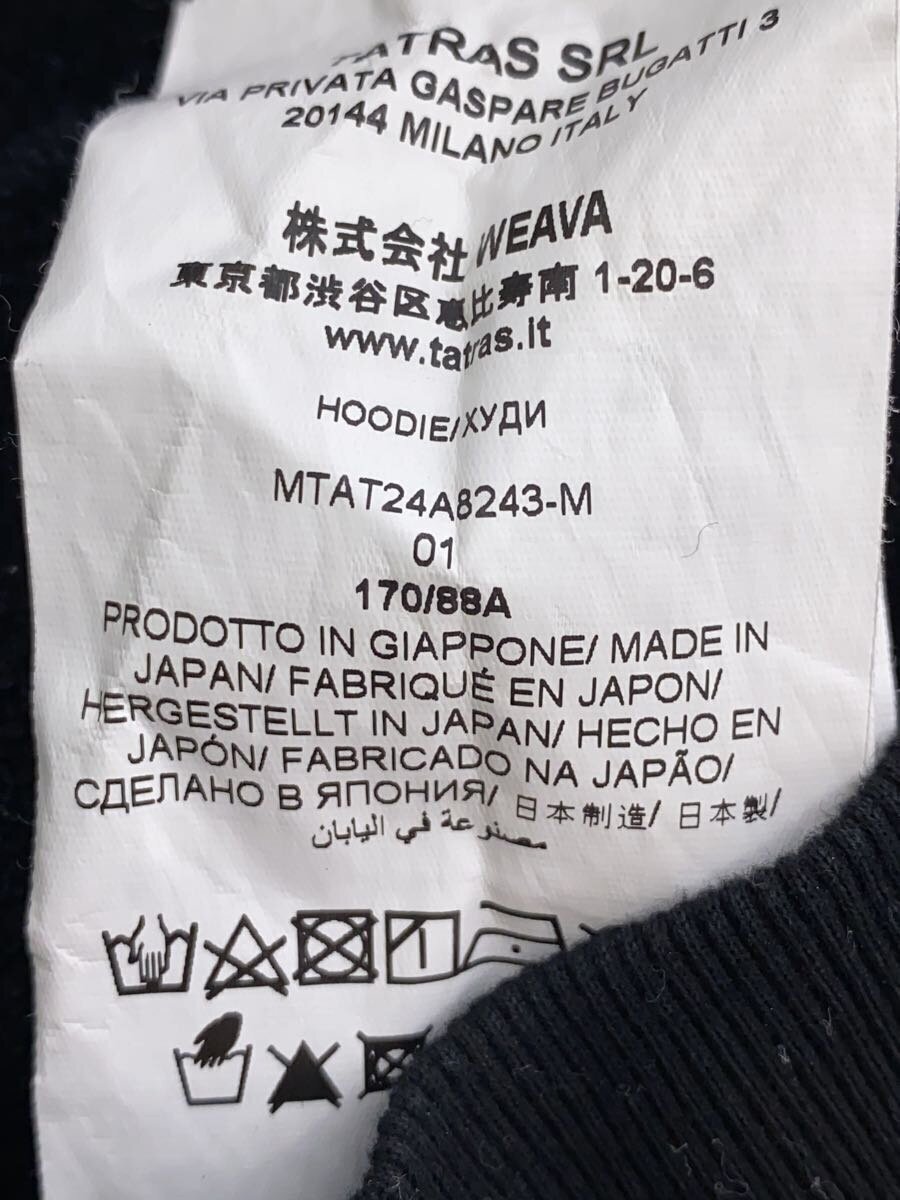 TATRAS SRL
VIA PRIVATA GASPARE BUGATTI 3
20144 MILANO ITALY
株式会社 WEAVA
東京都渋谷区恵比寿南 1-20-6
www.tatras.it
HOODIE/ХУДИ
MTAT24A8243-M
01
170/88A
PRODOTTO IN GIAPPONE/ MADE IN
JAPAN/ FABRIQUÉ EN JAPON/
HERGESTELLT IN JAPAN/ HECHO EN
JAPÓN/ FABRICADO NA JAPÃO/
СДЕЛАНО В ЯПОНИЯ/ 日本制造/ 日本製/
مصنوعة في اليابان